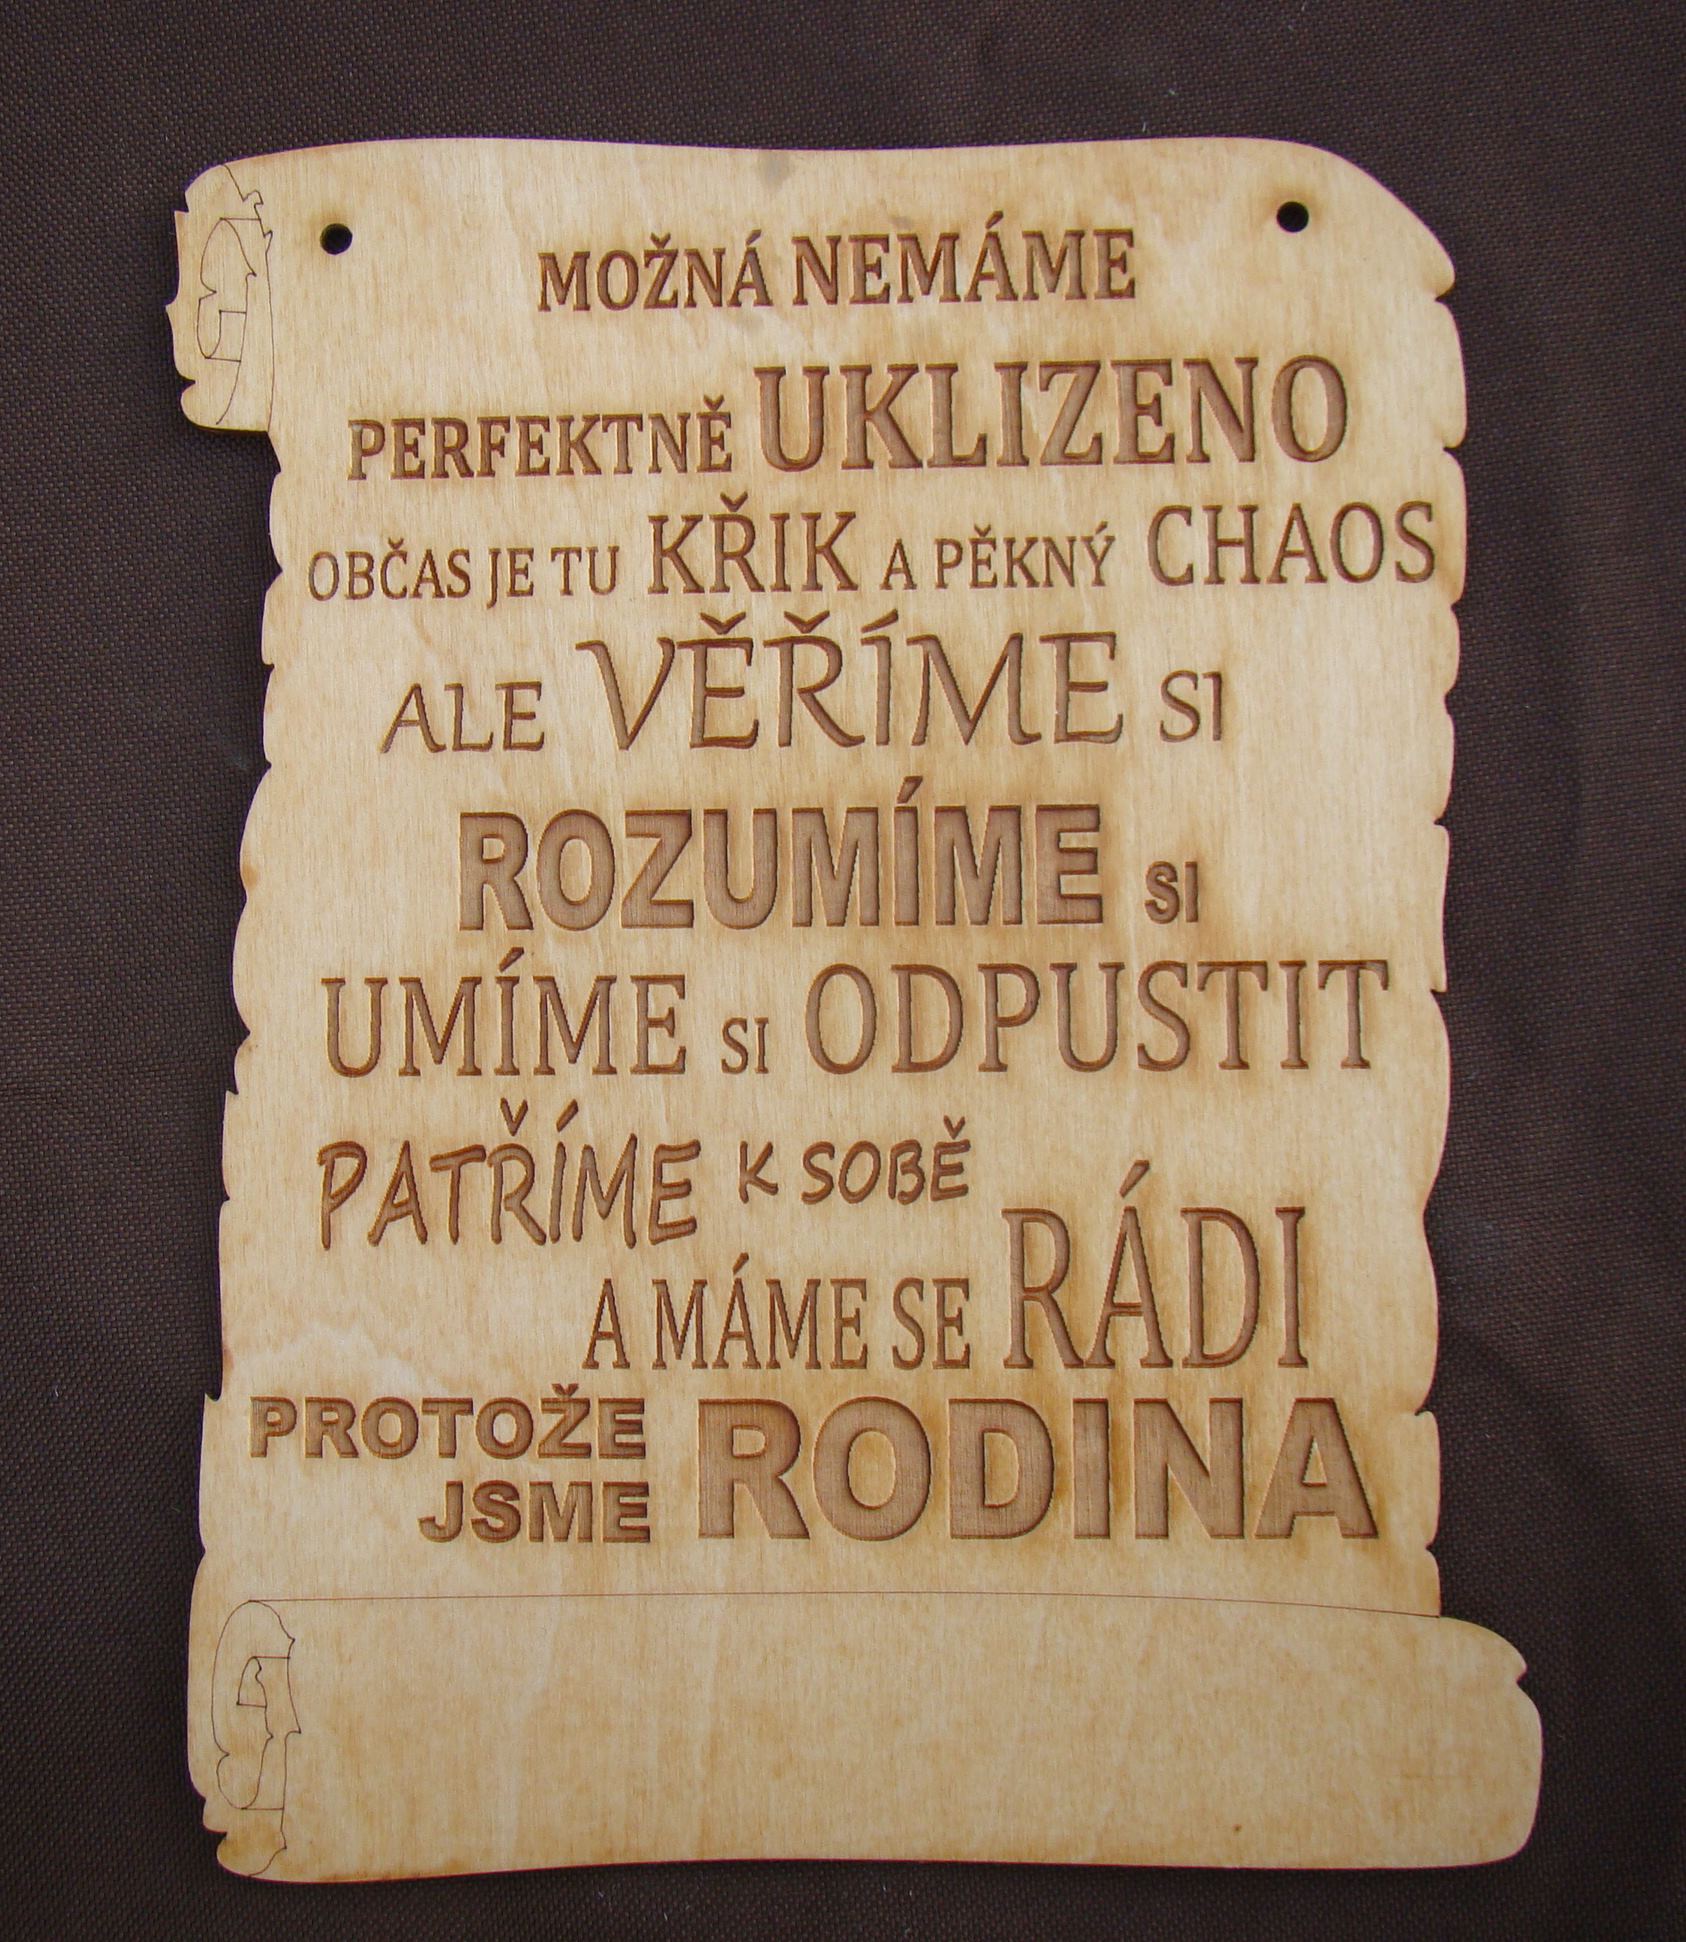 MOŽNÁ NEMÁME
PERFEKTNĚ UKLIZENO
OBČAS JE TU KŘIK A PĚKNÝ CHAOS
ALE VĚŘÍME SI
ROZUMÍME SI
UMÍME SI ODPUSTIT
PATŘÍME K SOBĚ
A MÁME SE RÁDI
PROTOŽE
JSME RODINA